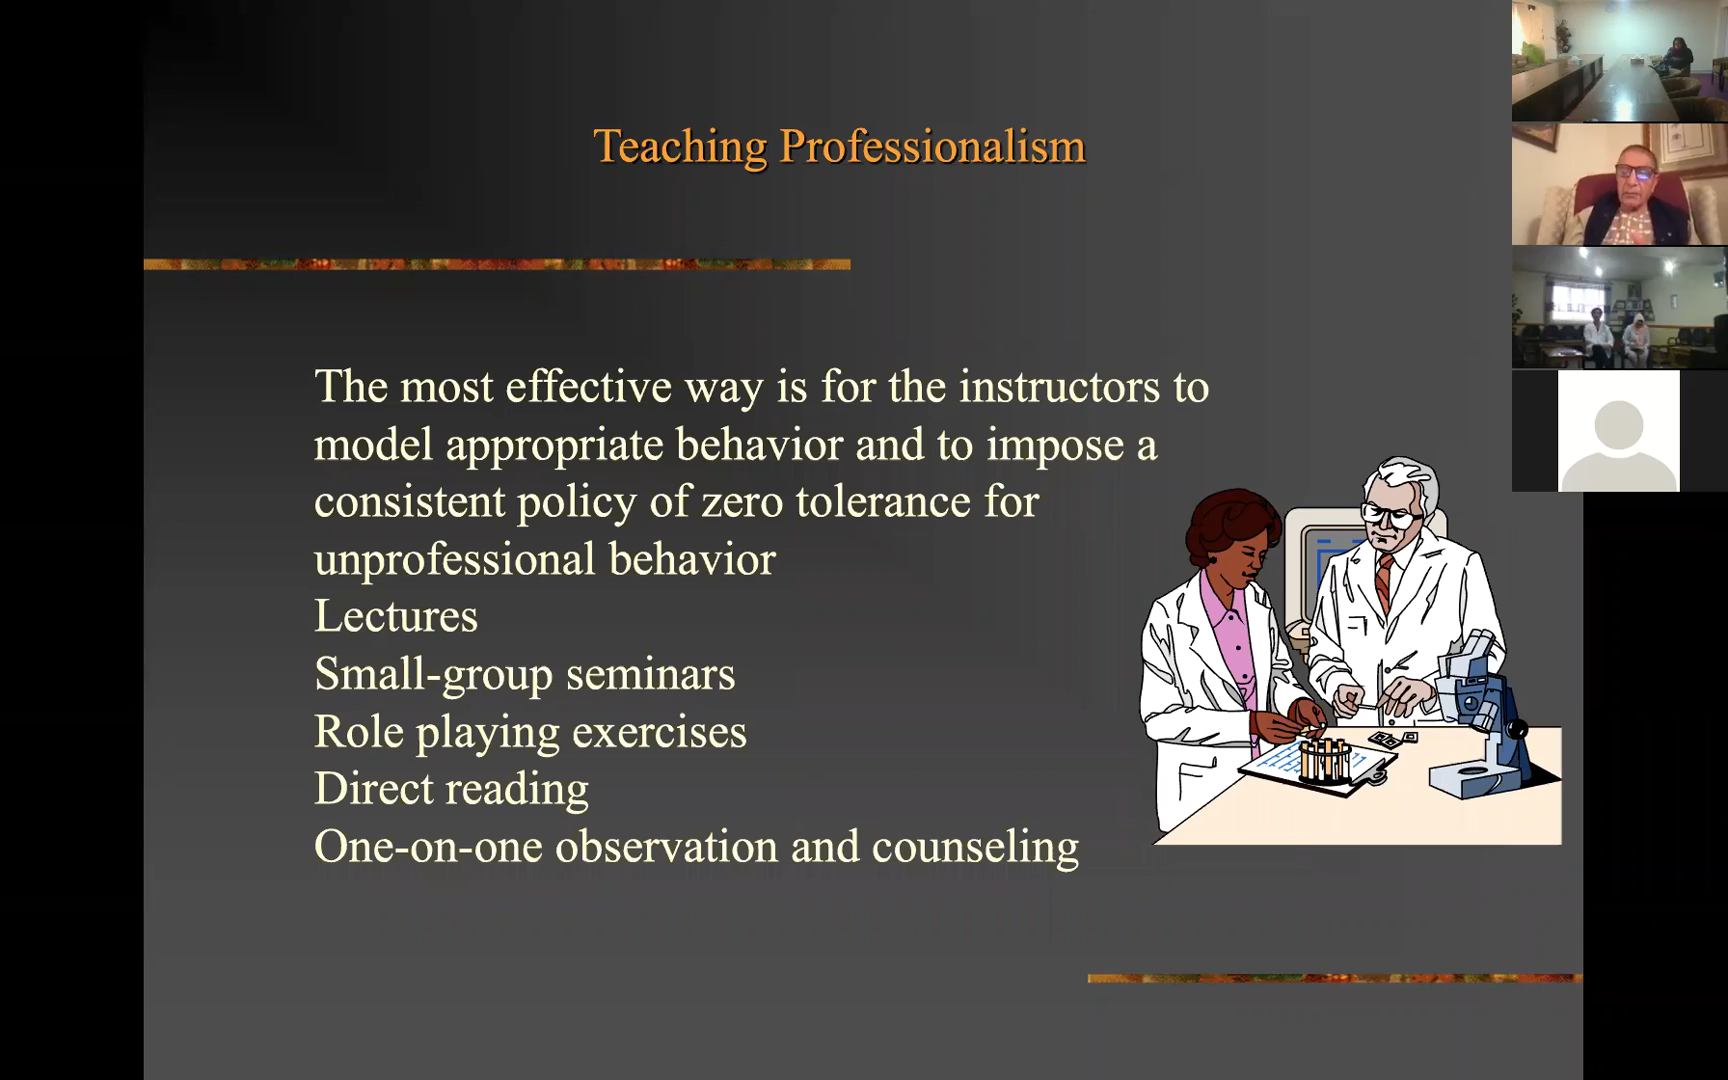 Teaching Professionalism
The most effective way is for the instructors to
model appropriate behavior and to impose a
consistent policy of zero tolerance for
unprofessional behavior
Lectures
Small-group seminars
Role playing exercises
Direct reading
One-on-one observation and counseling